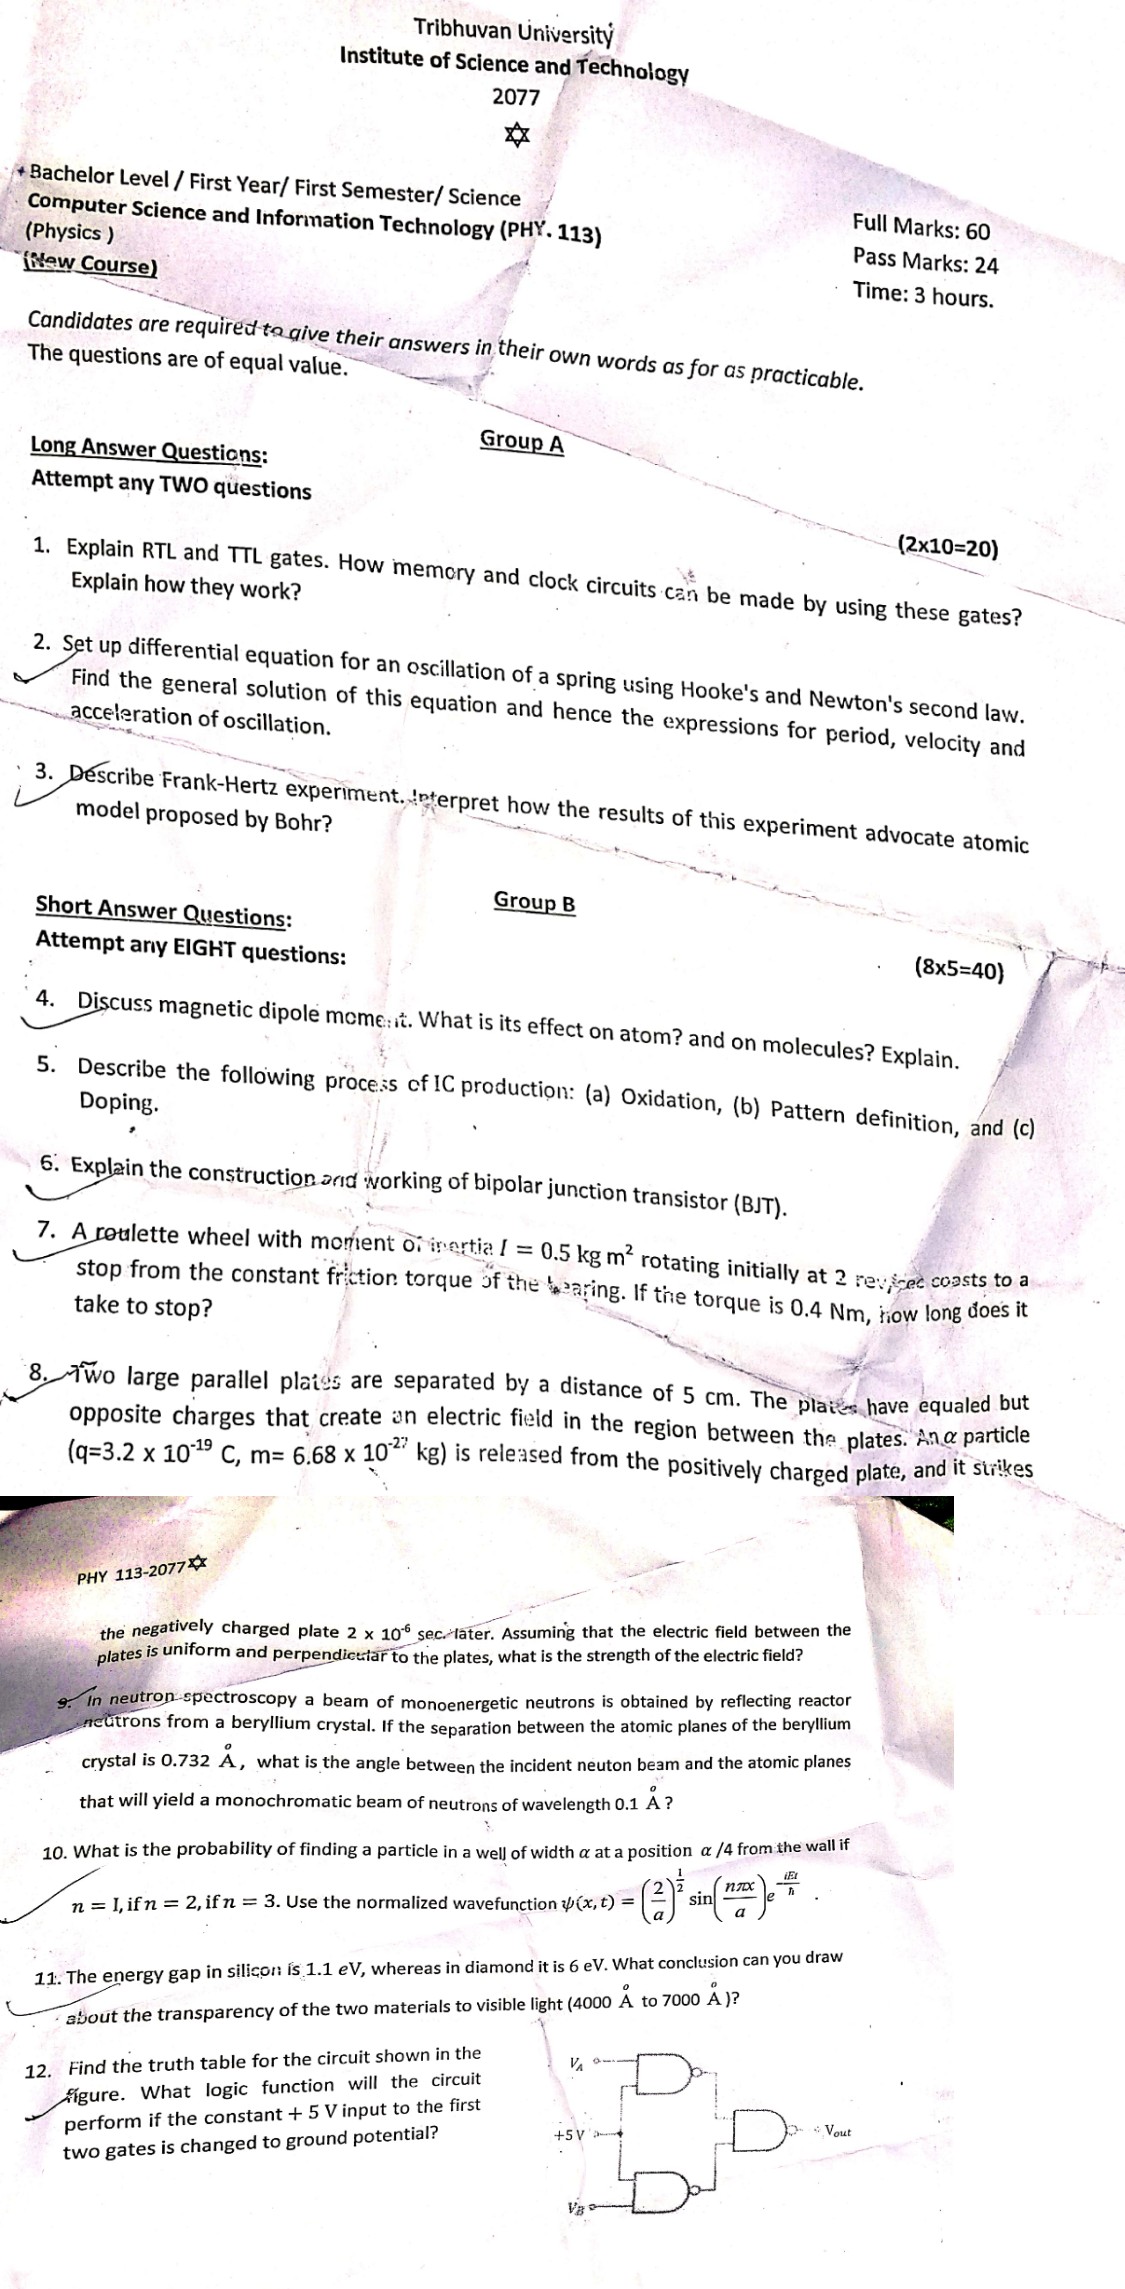 Tribhuvan University
Institute of Science and Technology
2077
Bachelor Level / First Year/ First Semester/ Science
Computer Science and Information Technology (PHY. 113)
(Physics )
(New Course)
Full Marks: 60
Pass Marks: 24
Time: 3 hours.
Candidates are required to give their answers in their own words as for as practicable.
The questions are of equal value.
Group A
Long Answer Questions:
Attempt any TWO questions
(2x10=20)
1. Explain RTL and TTL gates. How memory and clock circuits can be made by using these gates?
Explain how they work?
2. Set up differential equation for an oscillation of a spring using Hooke's and Newton's second law.
Find the general solution of this equation and hence the expressions for period, velocity and
acceleration of oscillation.
3. Describe Frank-Hertz experiment. Interpret how the results of this experiment advocate atomic
model proposed by Bohr?
Group B
Short Answer Questions:
Attempt any EIGHT questions:
(8x5=40)
4. Discuss magnetic dipole moment. What is its effect on atom? and on molecules? Explain.
5. Describe the following process of IC production: (a) Oxidation, (b) Pattern definition, and (c)
Doping.
6. Explain the construction and working of bipolar junction transistor (BJT).
7. A roulette wheel with moment of inertia I = 0.5 kg m² rotating initially at 2 rev/sec coasts to a
stop from the constant friction torque of the bearing. If the torque is 0.4 Nm, how long does it
take to stop?
8. Two large parallel plates are separated by a distance of 5 cm. The plates have equaled but
opposite charges that create an electric field in the region between the plates. An α particle
(q=3.2 x 10⁻¹⁹ C, m= 6.68 x 10⁻²⁷ kg) is released from the positively charged plate, and it strikes
PHY 113-2077
the negatively charged plate 2 x 10⁻⁶ sec. later. Assuming that the electric field between the
plates is uniform and perpendicular to the plates, what is the strength of the electric field?
9. In neutron spectroscopy a beam of monoenergetic neutrons is obtained by reflecting reactor
neutrons from a beryllium crystal. If the separation between the atomic planes of the beryllium
crystal is 0.732 Å, what is the angle between the incident neuton beam and the atomic planes
that will yield a monochromatic beam of neutrons of wavelength 0.1 Å?
10. What is the probability of finding a particle in a well of width α at a position α /4 from the wall if
n = I, if n = 2, if n = 3. Use the normalized wavefunction ψ(x,t) = (2/a)^(1/2) sin(nπx/a) e^(-iEt/ħ) .
11. The energy gap in silicon is 1.1 eV, whereas in diamond it is 6 eV. What conclusion can you draw
about the transparency of the two materials to visible light (4000 Å to 7000 Å)?
12. Find the truth table for the circuit shown in the
figure. What logic function will the circuit
perform if the constant + 5 V input to the first
two gates is changed to ground potential?
V_A
+5 V
V_B
V_out